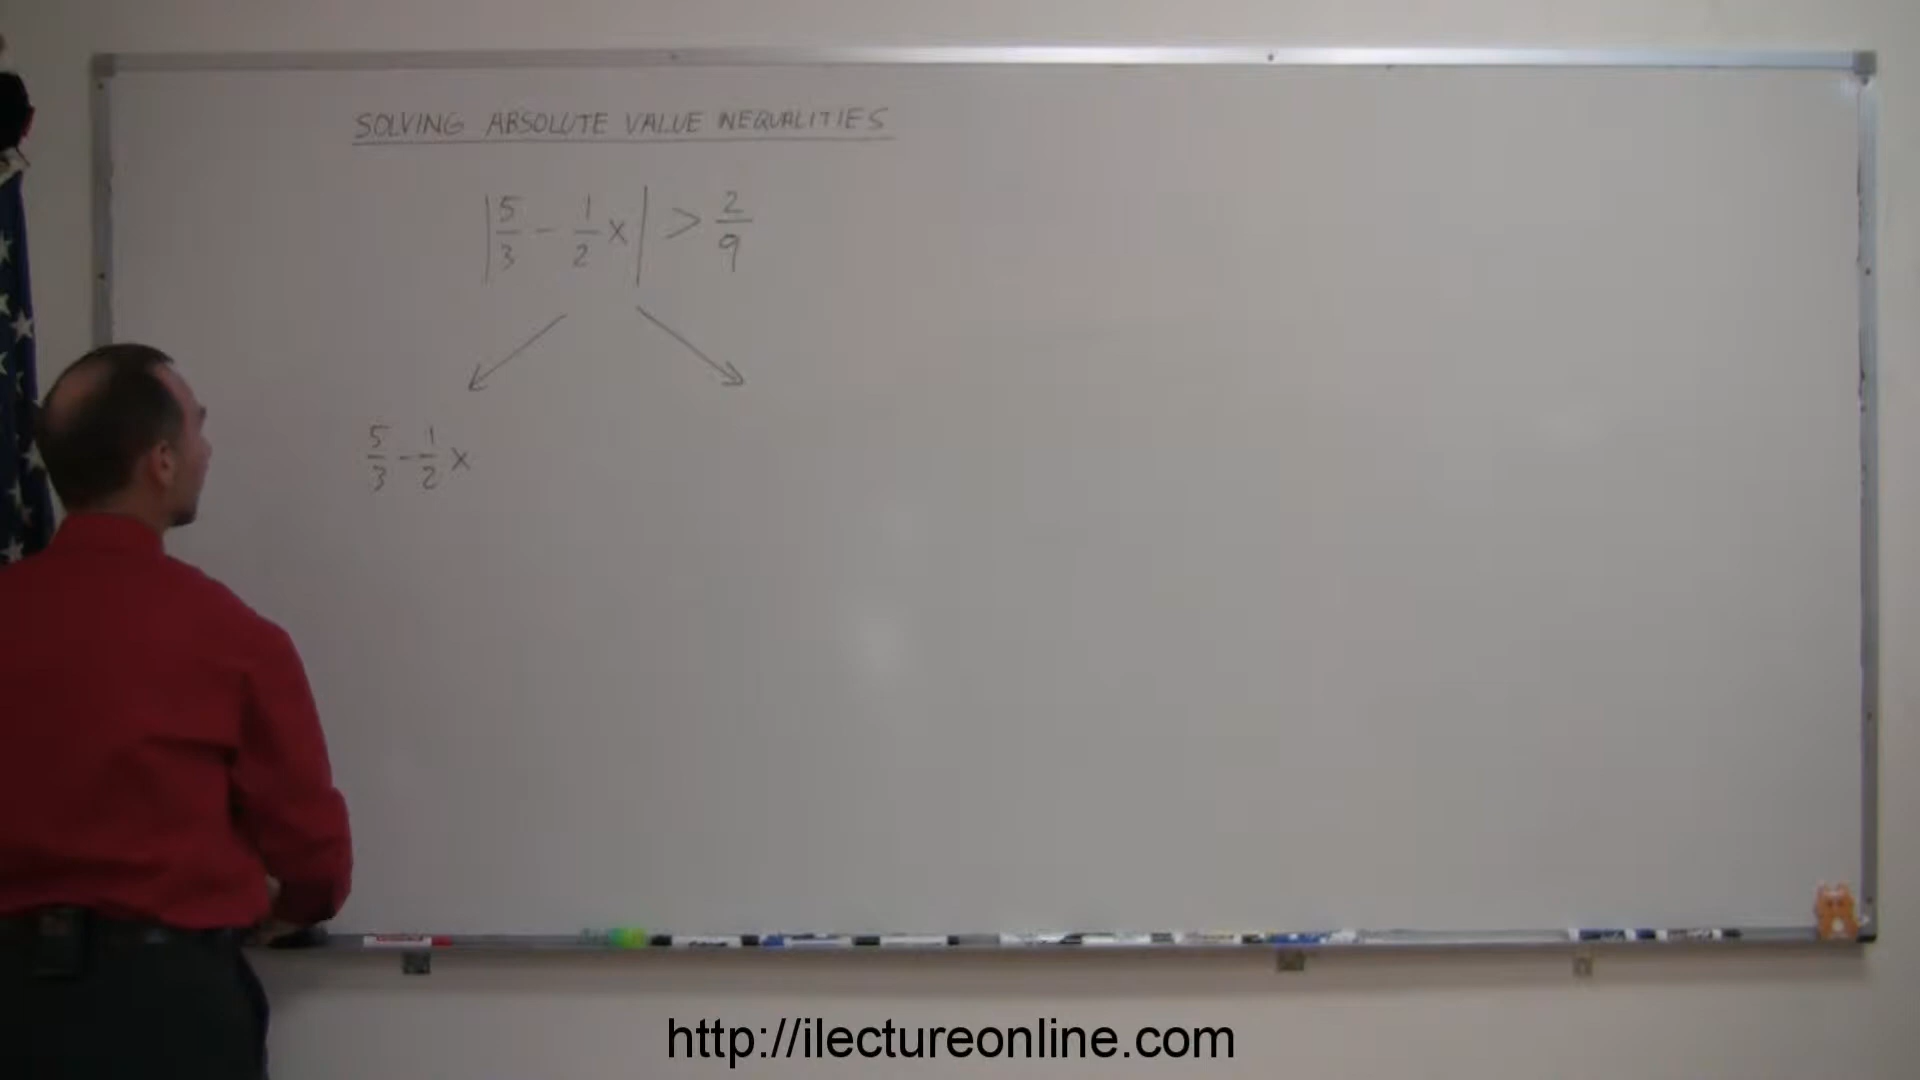 SOLVING ABSOLUTE VALUE INEQUALITIES
|5/3 - 1/2 x| > 2/9
5/3 - 1/2 x
http://ilectureonline.com